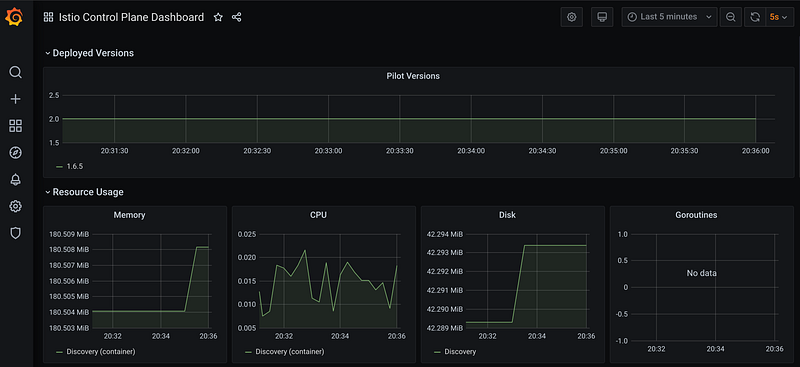 Istio Control Plane Dashboard
Last 5 minutes
5s
Deployed Versions
Pilot Versions
2.5
2.0
1.5
20:31:30 20:32:00 20:32:30 20:33:00 20:33:30 20:34:00 20:34:30 20:35:00 20:35:30 20:36:00
1.6.5
Resource Usage
Memory
180.509 MiB
180.508 MiB
180.507 MiB
180.506 MiB
180.505 MiB
180.504 MiB
180.503 MiB
20:32 20:34 20:36
Discovery (container)
CPU
0.025
0.020
0.015
0.010
0.005
20:32 20:34 20:36
Discovery (container)
Disk
42.294 MiB
42.293 MiB
42.292 MiB
42.291 MiB
42.290 MiB
42.289 MiB
20:32 20:34 20:36
Discovery
Goroutines
1.0
0.5
0
-0.5
-1.0
No data
20:32 20:34 20:36